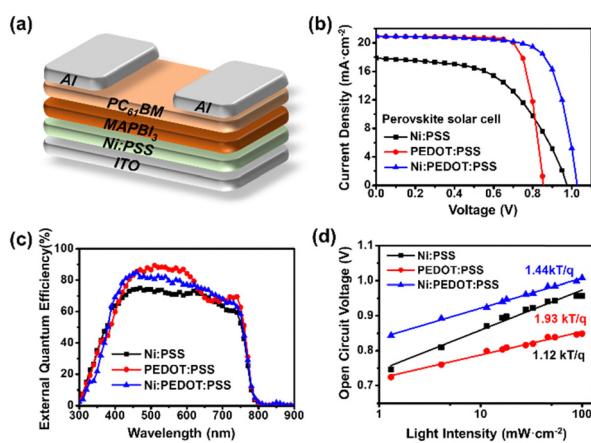 (a)
Al
Al
PC61BM
MAPBI3
Ni:PSS
ITO
(b)
Current Density (mA·cm-2)
24
20
16
12
8
4
0
Perovskite solar cell
Ni:PSS
PEDOT:PSS
Ni:PEDOT:PSS
0.0 0.2 0.4 0.6 0.8 1.0
Voltage (V)
(c)
External Quantum Efficiency(%)
100
80
60
40
20
0
Ni:PSS
PEDOT:PSS
Ni:PEDOT:PSS
300 400 500 600 700 800 900
Wavelength (nm)
(d)
Open Circuit Voltage (V)
1.1
1.0
0.9
0.8
0.7
Ni:PSS
PEDOT:PSS
Ni:PEDOT:PSS
1.44kT/q
1.93 kT/q
1.12 kT/q
1 10 100
Light Intensity (mW·cm-2)